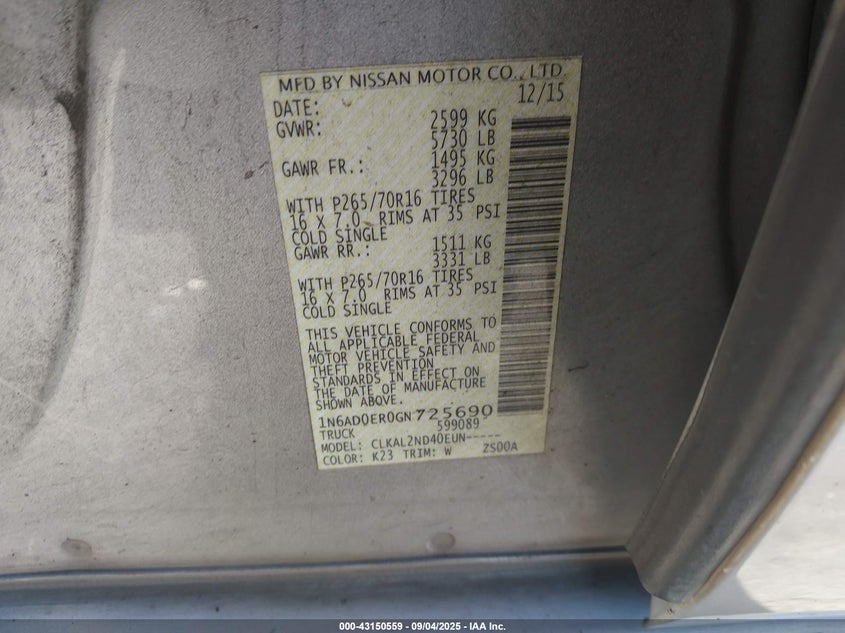 MFD BY NISSAN MOTOR CO., LTD.
DATE: 12/15
GVWR: 2599 KG
5730 LB
GAWR FR.: 1495 KG
3296 LB
WITH P265/70R16 TIRES
16 X 7.0 RIMS AT 35 PSI
COLD SINGLE
GAWR RR.: 1511 KG
3331 LB
WITH P265/70R16 TIRES
16 X 7.0 RIMS AT 35 PSI
COLD SINGLE
THIS VEHICLE CONFORMS TO
ALL APPLICABLE FEDERAL
MOTOR VEHICLE SAFETY AND
THEFT PREVENTION
STANDARDS IN EFFECT ON
THE DATE OF MANUFACTURE
SHOWN ABOVE.
1N6AD0ER0GN725690
TRUCK 599089
MODEL: CLKAL2ND40EUN-----
COLOR: K23 TRIM: W ZS00A
000-43150559 - 09/04/2025 - IAA Inc.